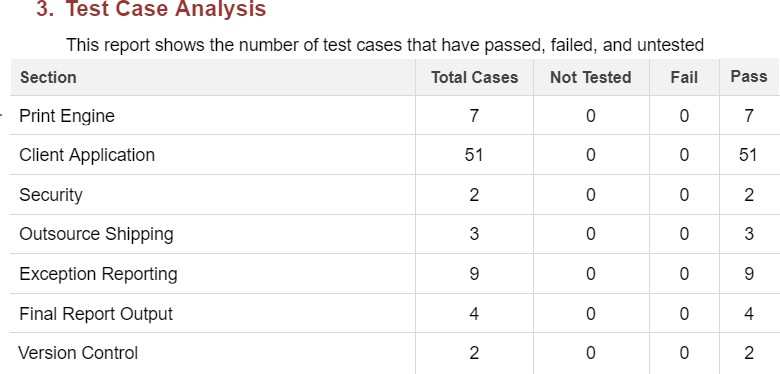 3. Test Case Analysis
This report shows the number of test cases that have passed, failed, and untested
Section Total Cases Not Tested Fail Pass
Print Engine 7 0 0 7
Client Application 51 0 0 51
Security 2 0 0 2
Outsource Shipping 3 0 0 3
Exception Reporting 9 0 0 9
Final Report Output 4 0 0 4
Version Control 2 0 0 2